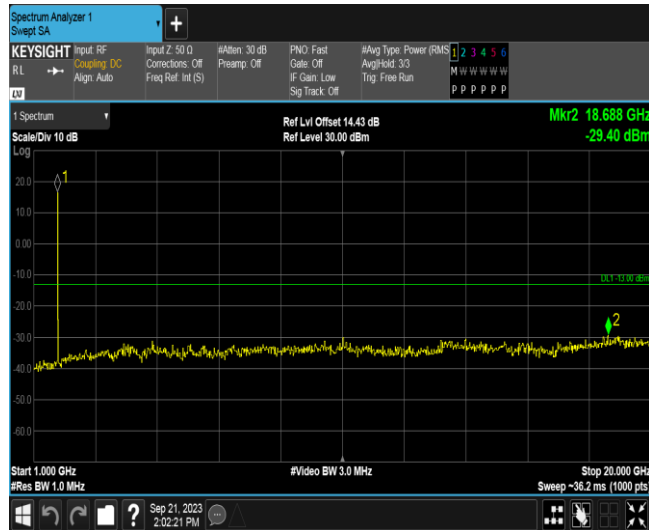 Spectrum Analyzer 1
Swept SA
+
KEYSIGHT Input: RF Input Z: 50 Ω #Atten: 30 dB PNO: Fast #Avg Type: Power (RMS 1 2 3 4 5 6
RL Coupling: DC Corrections: Off Preamp: Off Gate: Off Avg|Hold: 3/3 M W W W W W
Align: Auto Freq Ref: Int (S) IF Gain: Low Trig: Free Run
LXI Sig Track: Off P P P P P P
1 Spectrum Ref Lvl Offset 14.43 dB Mkr2 18.688 GHz
Scale/Div 10 dB Ref Level 30.00 dBm -29.40 dBm
Log
1
20.0
10.0
0.00
-10.0
DL1 -13.00 dBm
-20.0
2
-30.0
-40.0
-50.0
-60.0
Start 1.000 GHz #Video BW 3.0 MHz Stop 20.000 GHz
#Res BW 1.0 MHz Sweep ~36.2 ms (1000 pts)
? Sep 21, 2023
2:02:21 PM